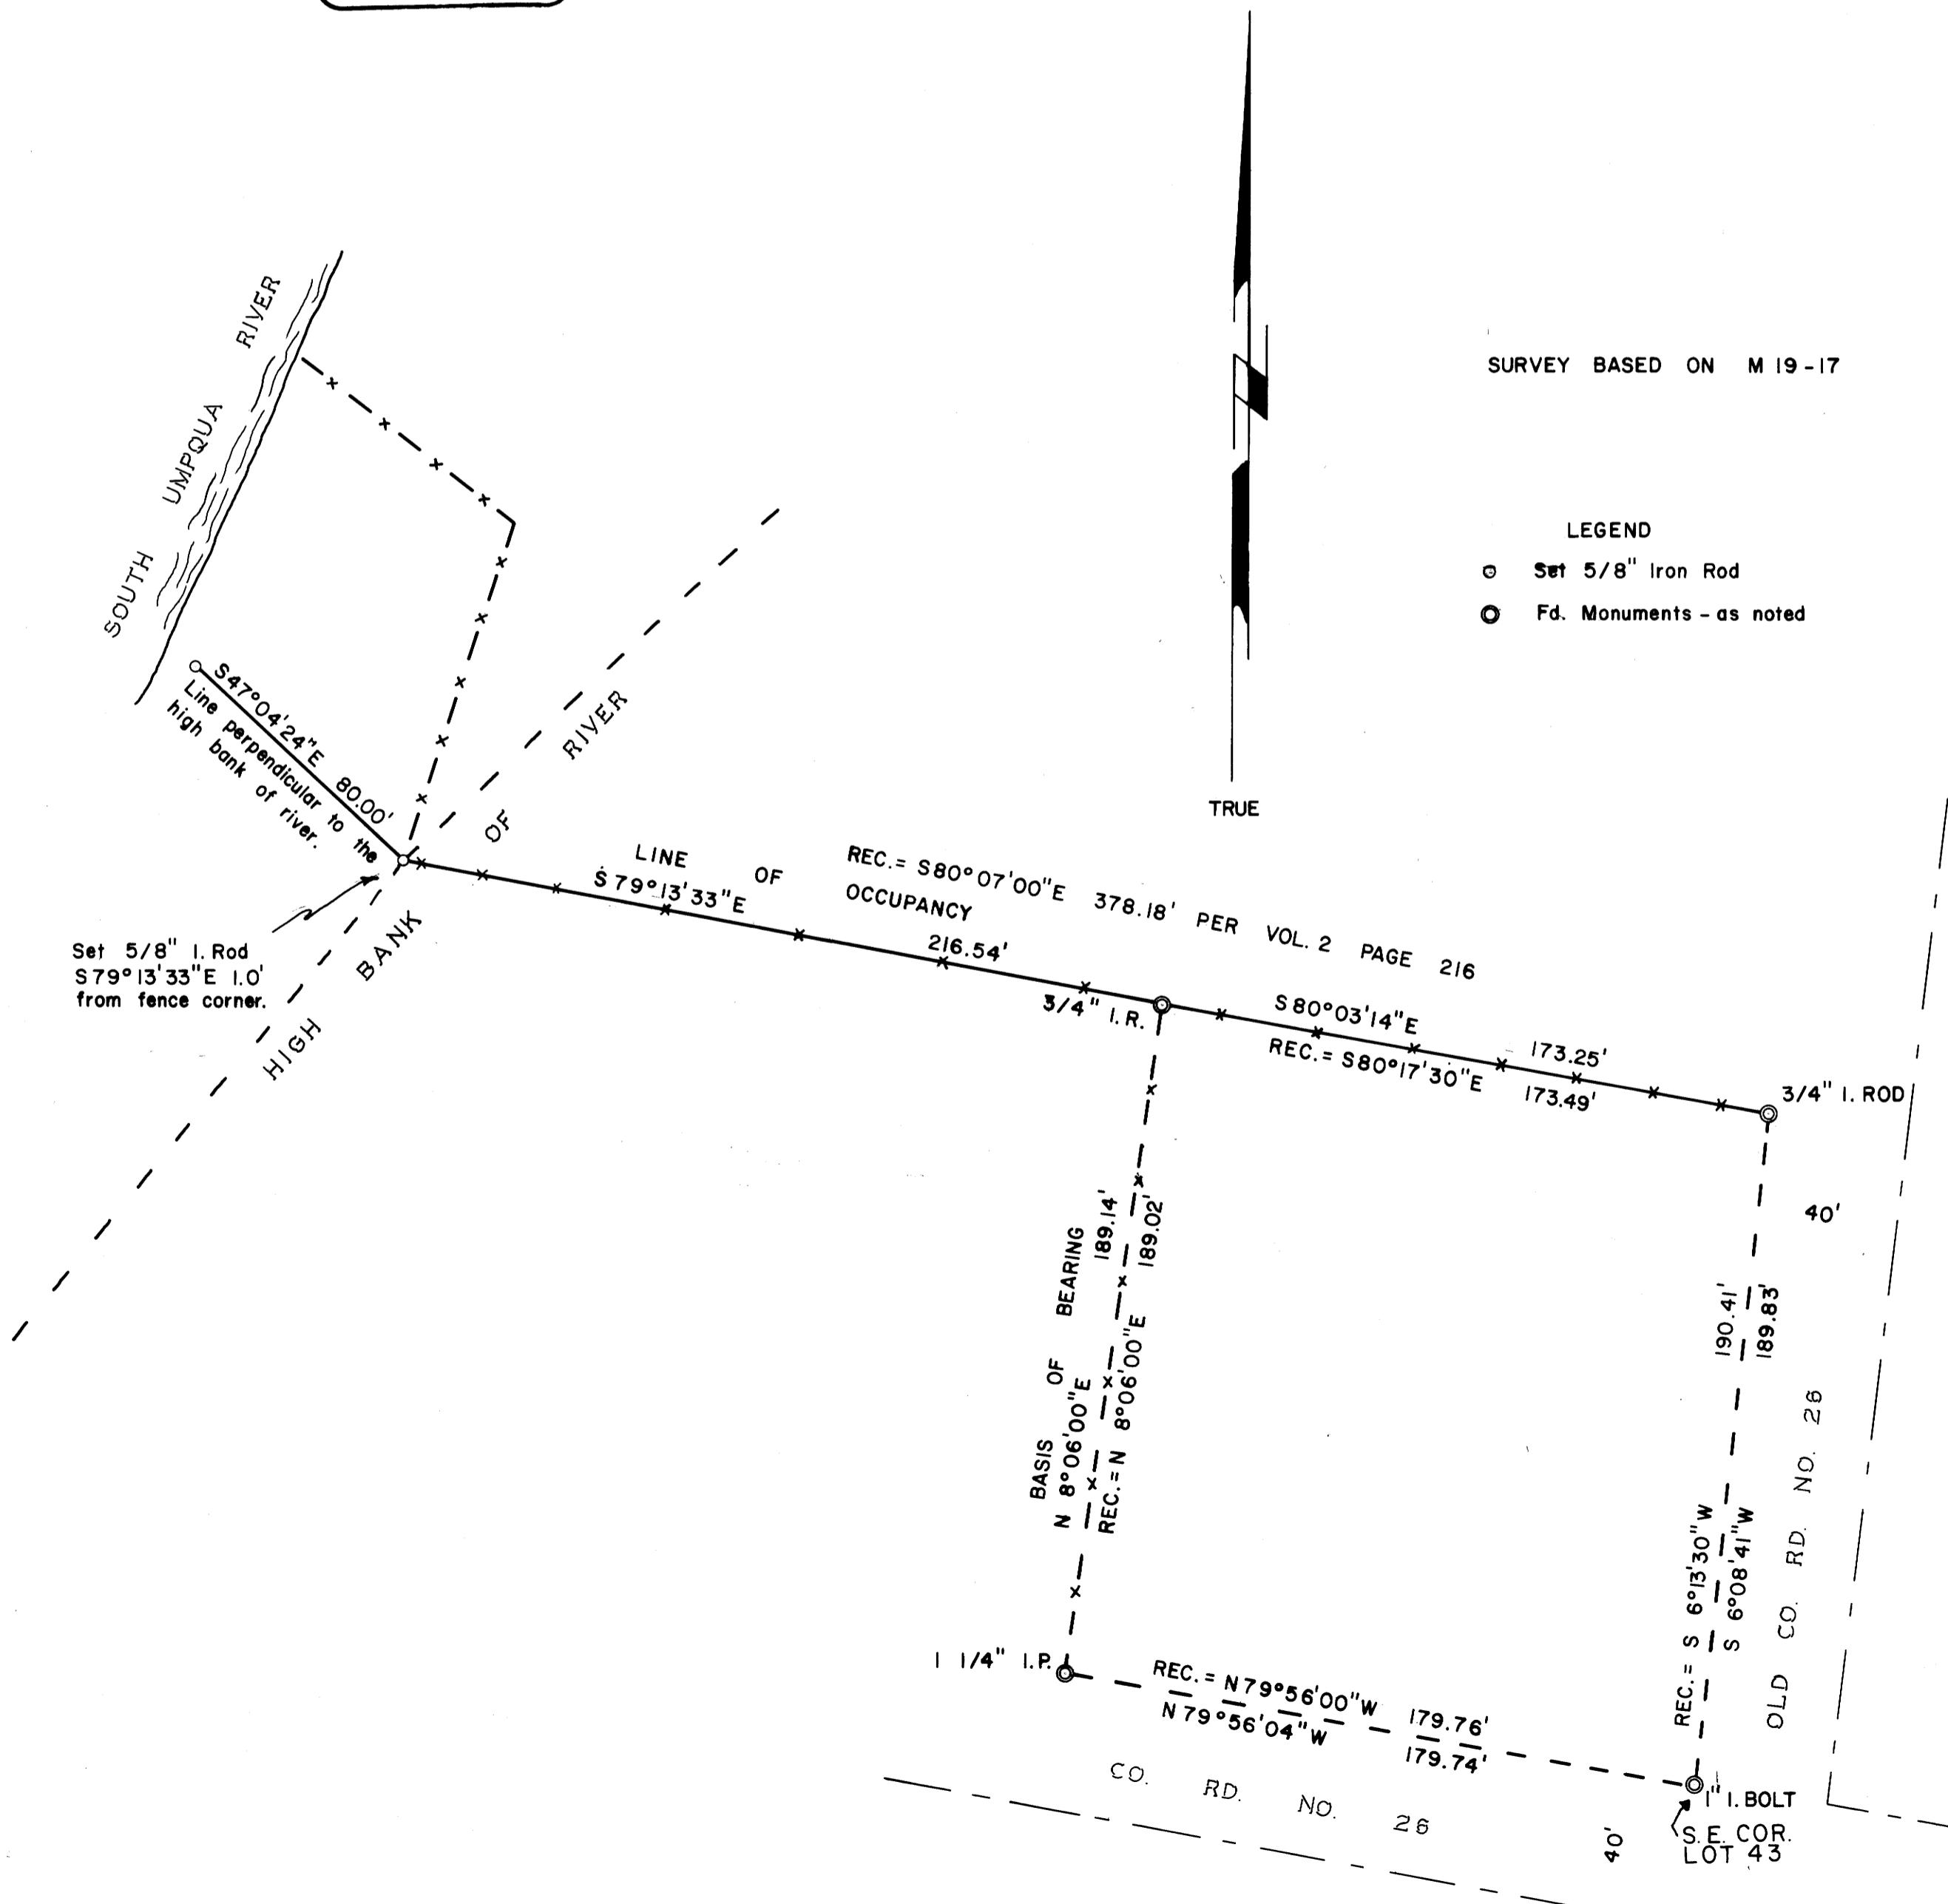 SURVEY BASED ON M 19-17
LEGEND
Set 5/8" Iron Rod
Fd. Monuments - as noted
TRUE
SOUTH UMPQUA RIVER
S47°04'24"E 80.00'
Line perpendicular to the
high bank of river.
HIGH BANK OF RIVER
Set 5/8" I. Rod
S79°13'33"E 1.0'
from fence corner.
LINE OF
OCCUPANCY
S79°13'33"E
216.54'
REC.= S80°07'00"E 378.18' PER VOL. 2 PAGE 216
3/4" I.R.
S80°03'14"E 173.25'
REC.= S80°17'30"E 173.49'
3/4" I. ROD
40'
BASIS OF BEARING
N 8°06'00"E 189.14'
REC.= N 8°06'00"E 189.02'
REC.= S 6°13'30"W 190.41'
S 6°08'41"W 189.83'
OLD CO. RD. NO. 26
1 1/4" I.P.
REC.= N79°56'00"W 179.76'
N79°56'04"W 179.74'
CO. RD. NO. 26
40'
1" I. BOLT
S.E. COR.
LOT 43